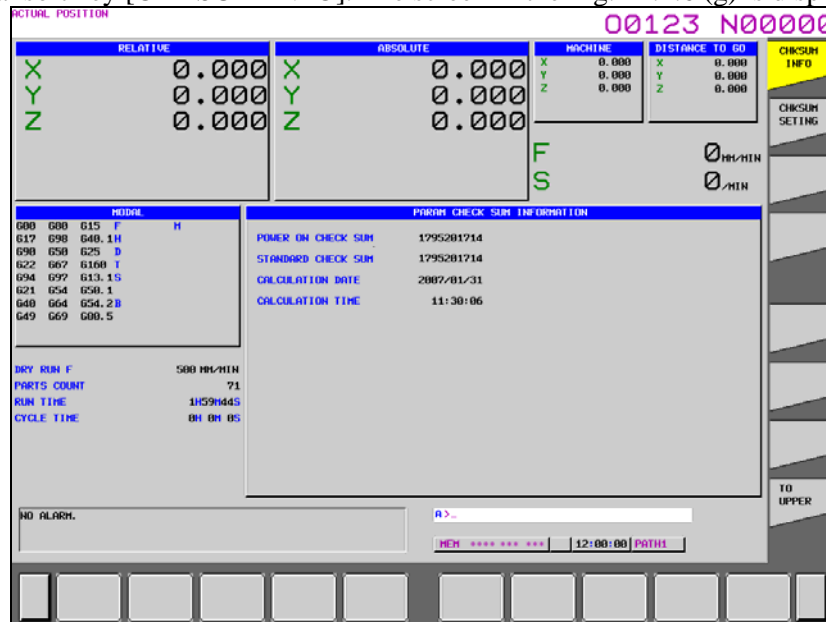 ACTUAL POSITION
O0123 N00000
RELATIVE
X 0.000
Y 0.000
Z 0.000
ABSOLUTE
X 0.000
Y 0.000
Z 0.000
MACHINE
X 0.000
Y 0.000
Z 0.000
DISTANCE TO GO
X 0.000
Y 0.000
Z 0.000
F 0MM/MIN
S 0/MIN
CHKSUM
INFO
CHKSUM
SETING
MODAL
G00 G80 G15 F M
G17 G98 G40.1H
G90 G50 G25 D
G22 G67 G160 T
G94 G97 G13.1S
G21 G54 G50.1
G40 G64 G54.2B
G49 G69 G80.5
PARAM CHECK SUM INFORMATION
POWER ON CHECK SUM 1795201714
STANDARD CHECK SUM 1795201714
CALCULATION DATE 2007/01/31
CALCULATION TIME 11:30:06
DRY RUN F 500 MM/MIN
PARTS COUNT 71
RUN TIME 1H59M44S
CYCLE TIME 0H 0M 0S
TO
UPPER
NO ALARM.
A>_
MEM **** *** *** 12:00:00 PATH1